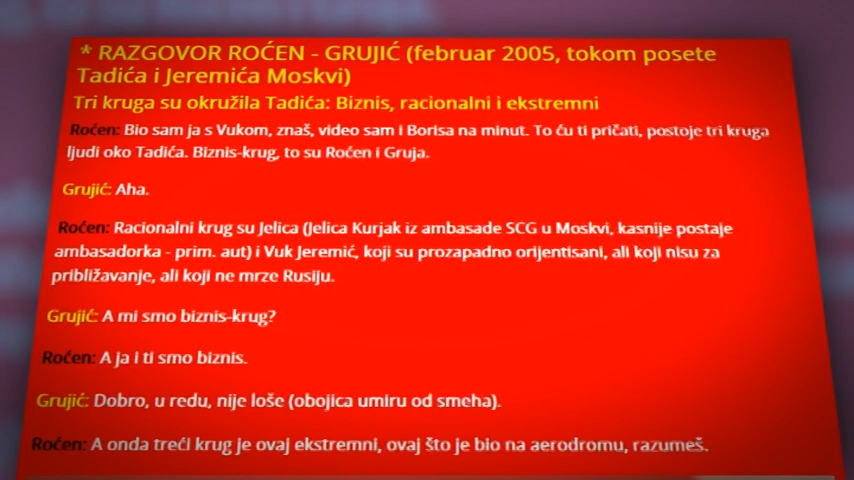 * RAZGOVOR ROĆEN - GRUJIĆ (februar 2005, tokom posete
Tadića i Jeremića Moskvi)
Tri kruga su okružila Tadića: Biznis, racionalni i ekstremni
Roćen: Bio sam ja s Vukom, znaš, video sam i Borisa na minut. To ću ti pričati, postoje tri kruga
ljudi oko Tadića. Biznis-krug, to su Roćen i Gruja.
Grujić: Aha.
Roćen: Racionalni krug su Jelica (Jelica Kurjak iz ambasade SCG u Moskvi, kasnije postaje
ambasadorka - prim. aut) i Vuk Jeremić, koji su prozapadno orijentisani, ali koji nisu za
približavanje, ali koji ne mrze Rusiju.
Grujić: A mi smo biznis-krug?
Roćen: A ja i ti smo biznis.
Grujić: Dobro, u redu, nije loše (obojica umiru od smeha).
Roćen: A onda treći krug je ovaj ekstremni, ovaj što je bio na aerodromu, razumeš.